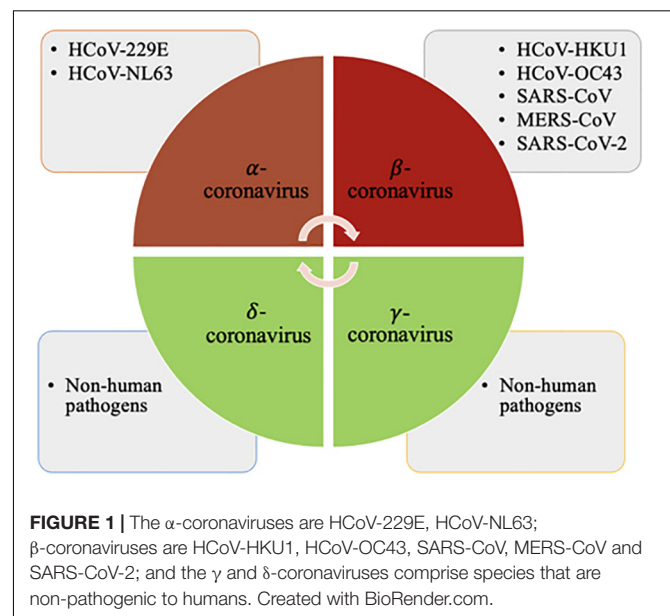 • HCoV-229E
• HCoV-NL63
• HCoV-HKU1
• HCoV-OC43
• SARS-CoV
• MERS-CoV
• SARS-CoV-2
α-
coronavirus
β-
coronavirus
δ-
coronavirus
γ-
coronavirus
• Non-human
pathogens
• Non-human
pathogens
FIGURE 1 | The α-coronaviruses are HCoV-229E, HCoV-NL63;
β-coronaviruses are HCoV-HKU1, HCoV-OC43, SARS-CoV, MERS-CoV and
SARS-CoV-2; and the γ and δ-coronaviruses comprise species that are
non-pathogenic to humans. Created with BioRender.com.